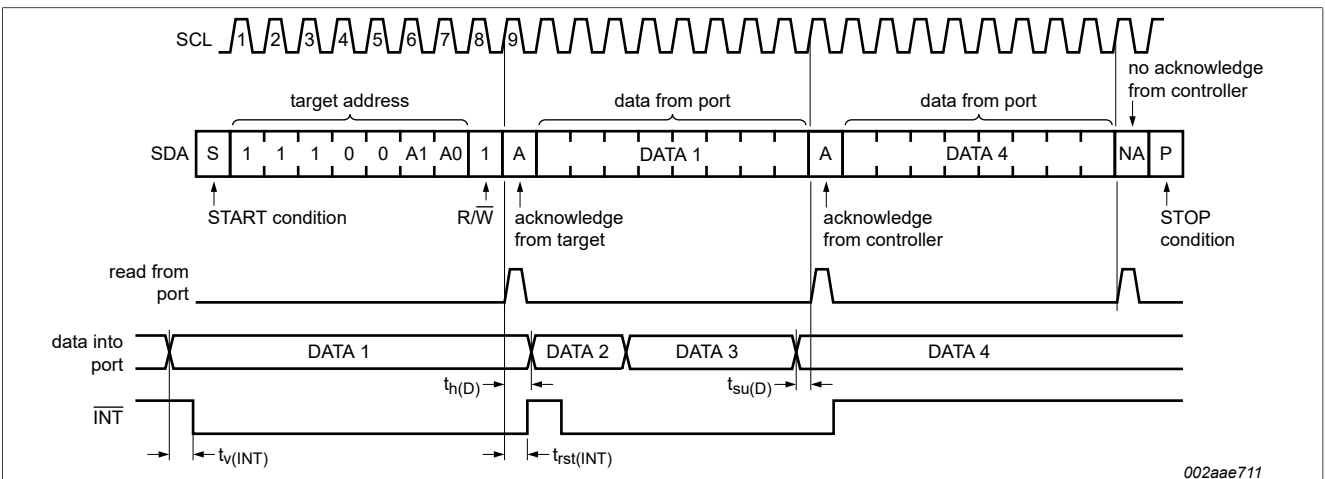 SCL 1 2 3 4 5 6 7 8 9
no acknowledge
from controller
target address data from port data from port
SDA S 1 1 1 0 0 A1 A0 1 A DATA 1 A DATA 4 NA P
START condition R/W acknowledge
from target acknowledge
from controller STOP
condition
read from
port
data into
port DATA 1 DATA 2 DATA 3 DATA 4
th(D) tsu(D)
INT
tv(INT) trst(INT)
002aae711